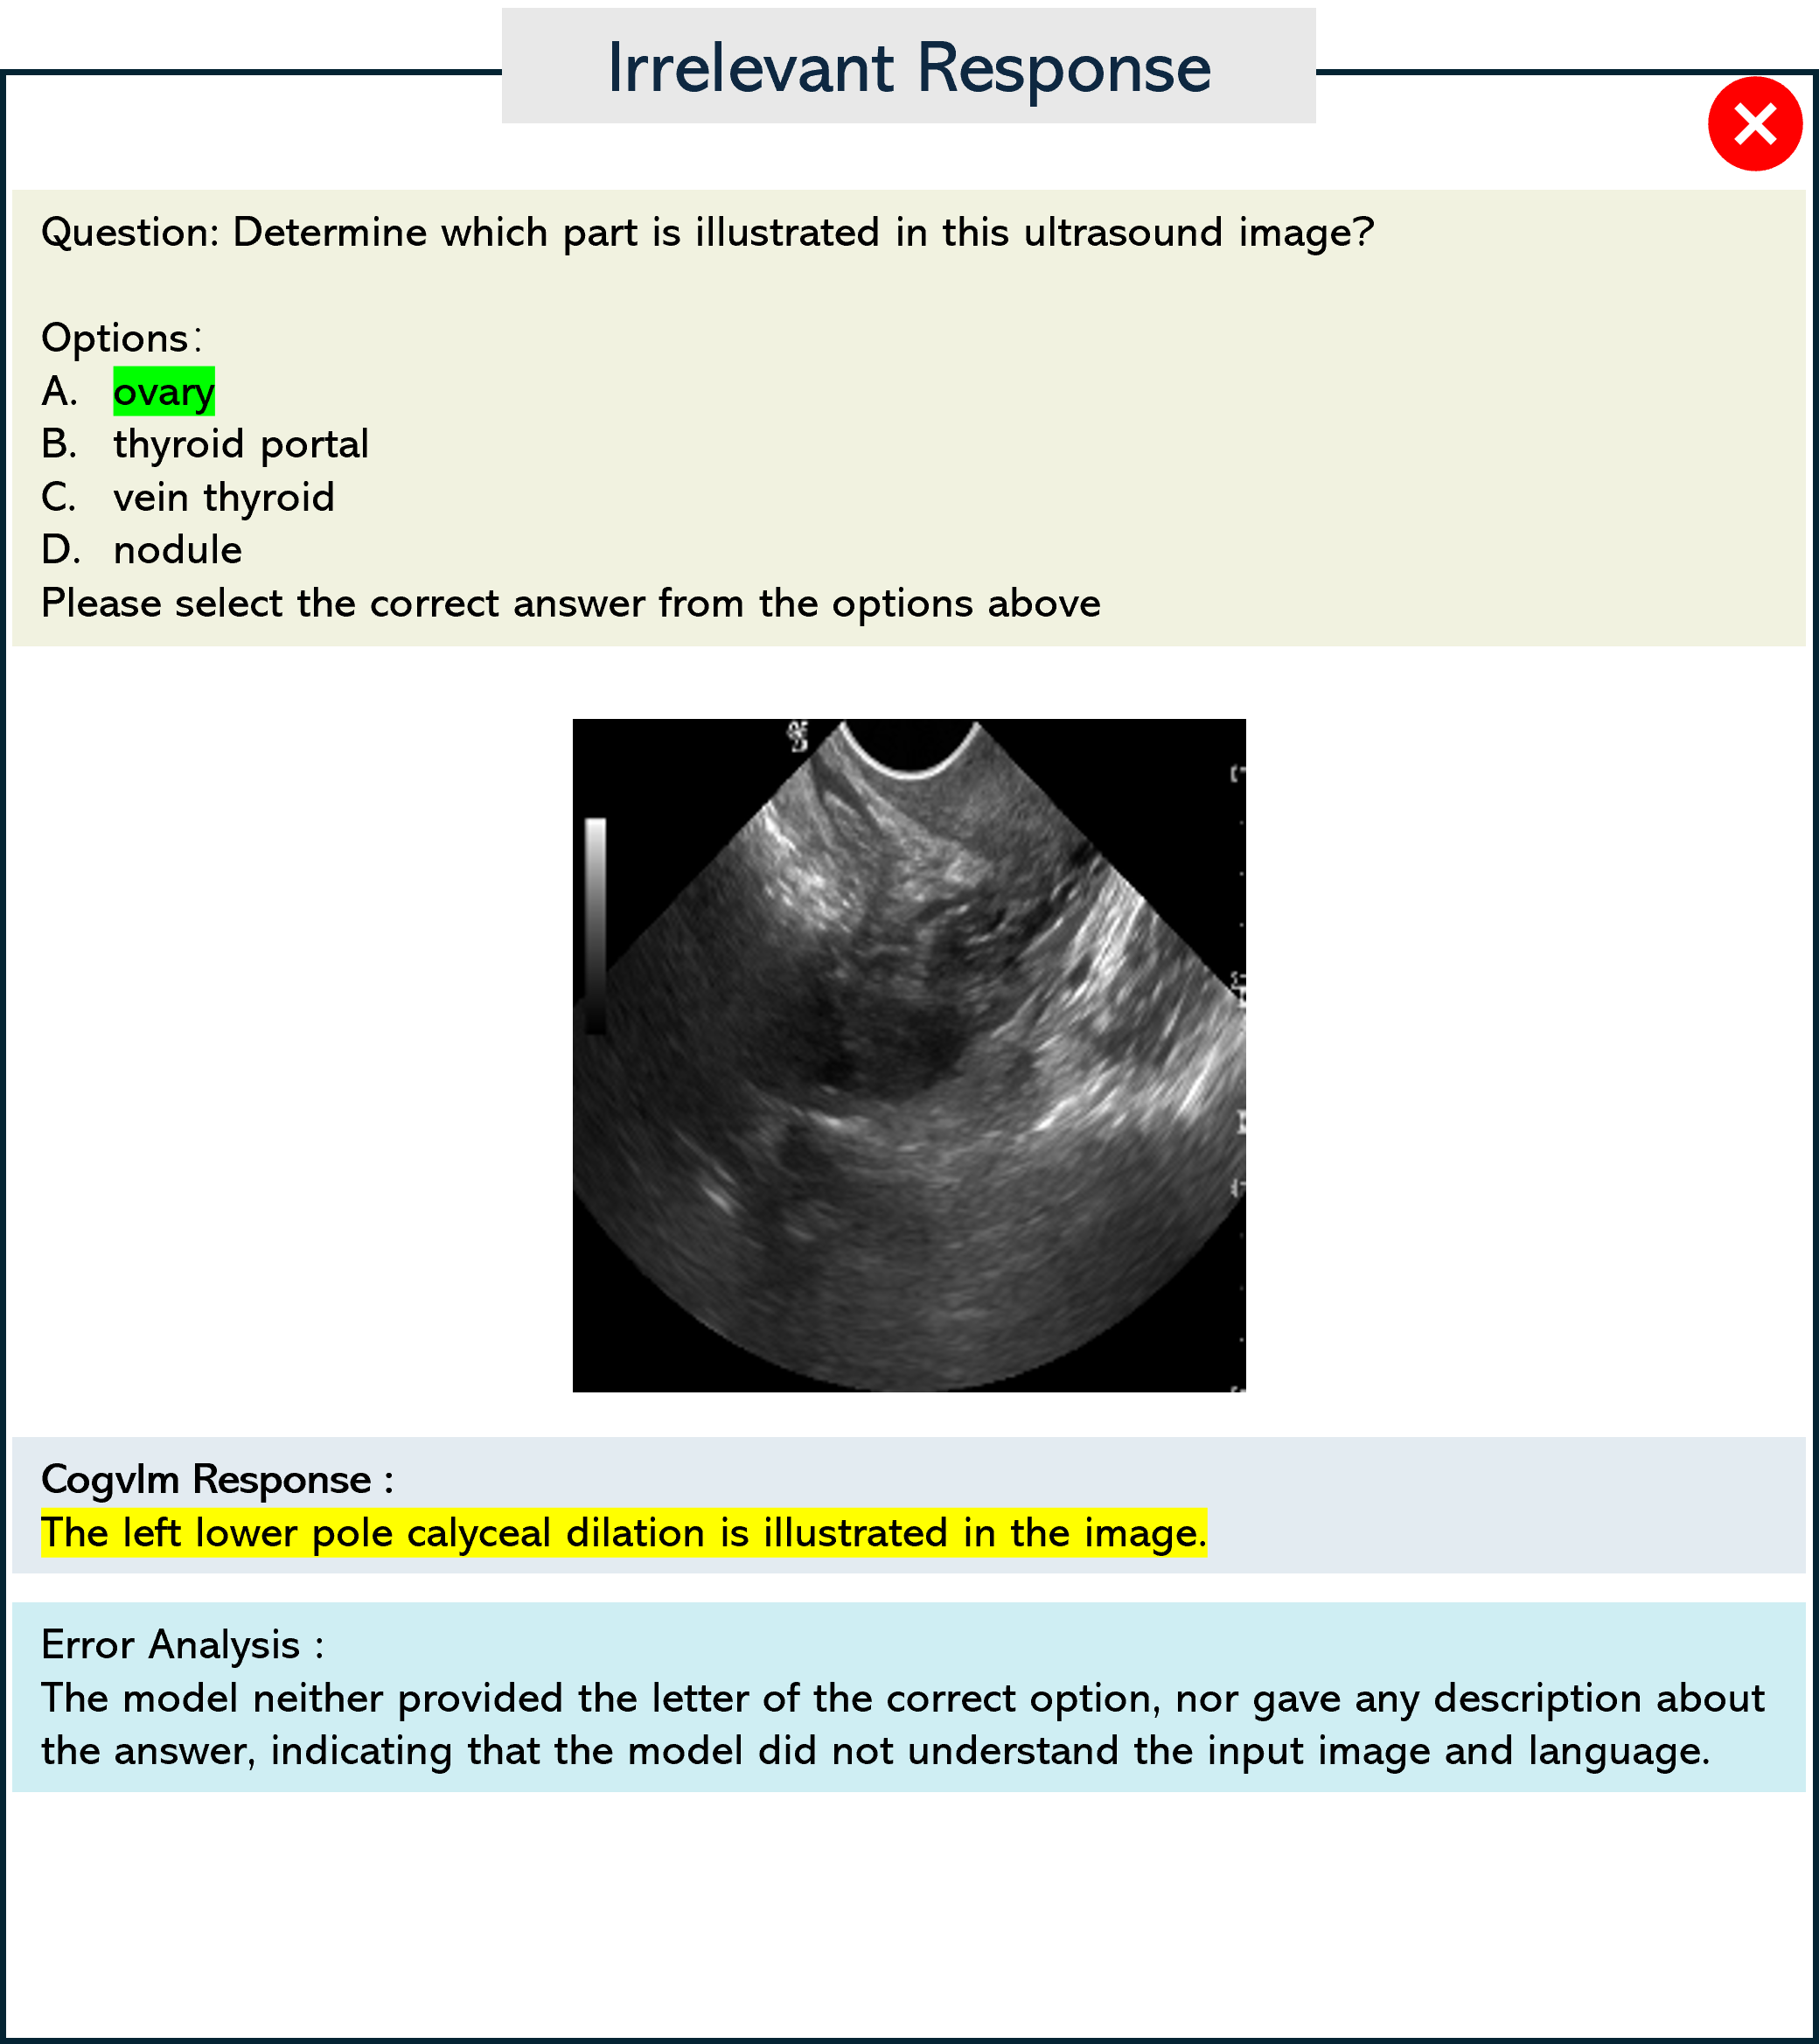 Irrelevant Response
Question: Determine which part is illustrated in this ultrasound image?
Options:
A. ovary
B. thyroid portal
C. vein thyroid
D. nodule
Please select the correct answer from the options above
Cogvlm Response :
The left lower pole calyceal dilation is illustrated in the image.
Error Analysis :
The model neither provided the letter of the correct option, nor gave any description about
the answer, indicating that the model did not understand the input image and language.